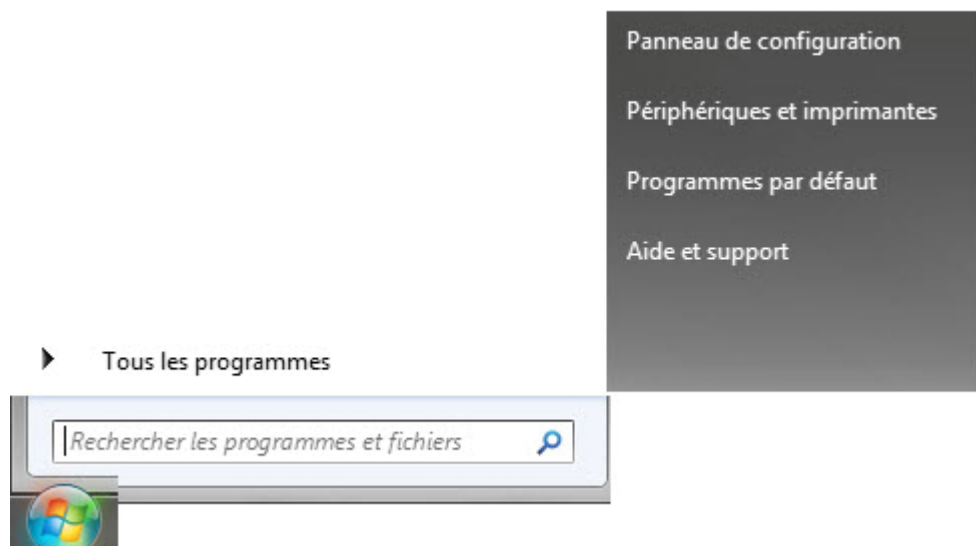 Panneau de configuration
Périphériques et imprimantes
Programmes par défaut
Aide et support
Tous les programmes
Rechercher les programmes et fichiers